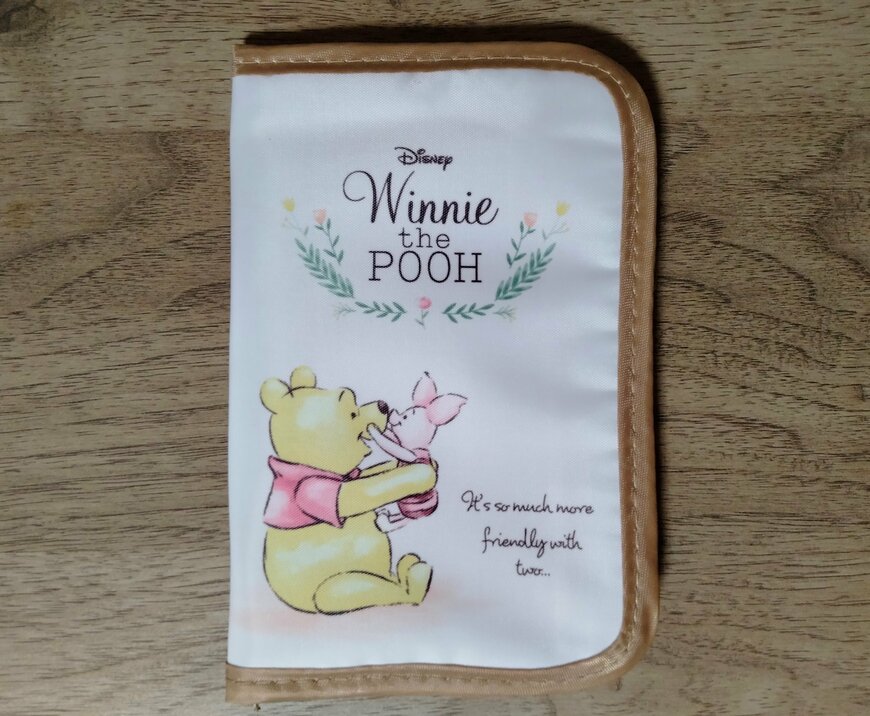 Disney
Winnie
the
POOH
It's so much more
friendly with
two...